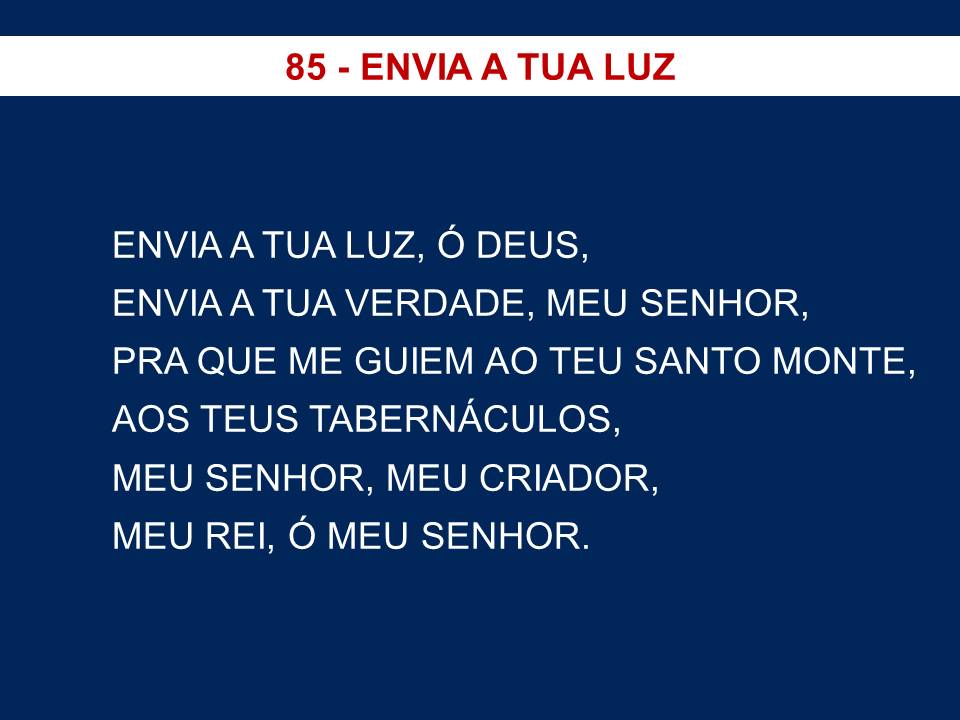 85 - ENVIA A TUA LUZ
ENVIA A TUA LUZ, Ó DEUS,
ENVIA A TUA VERDADE, MEU SENHOR,
PRA QUE ME GUIEM AO TEU SANTO MONTE,
AOS TEUS TABERNÁCULOS,
MEU SENHOR, MEU CRIADOR,
MEU REI, Ó MEU SENHOR.